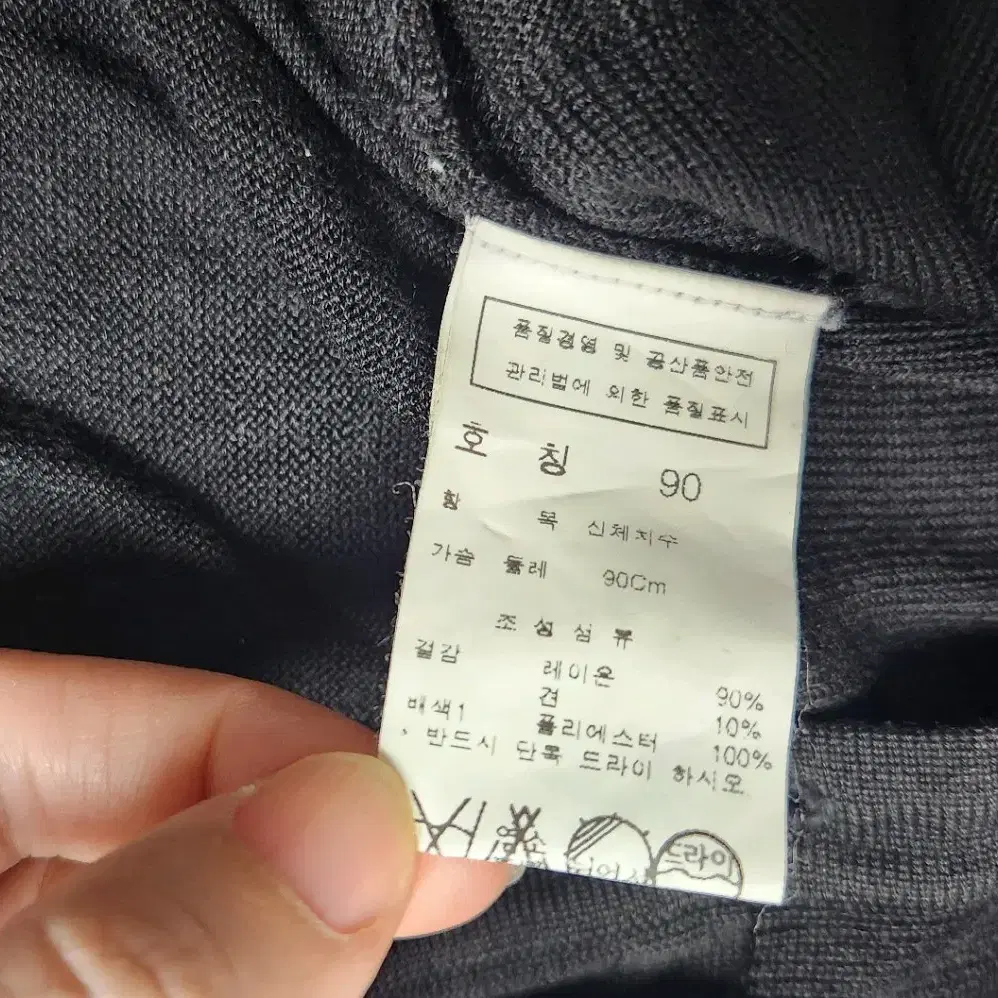 품질경영 및 공산품안전
관리법에 의한 품질표시
호 칭 90
항 목 신체치수
가슴 둘레 90Cm
조 성 섬 유
겉감 레이온 90%
견 10%
배색1 폴리에스터 100%
반드시 단독 드라이 하시오
염소
드라이